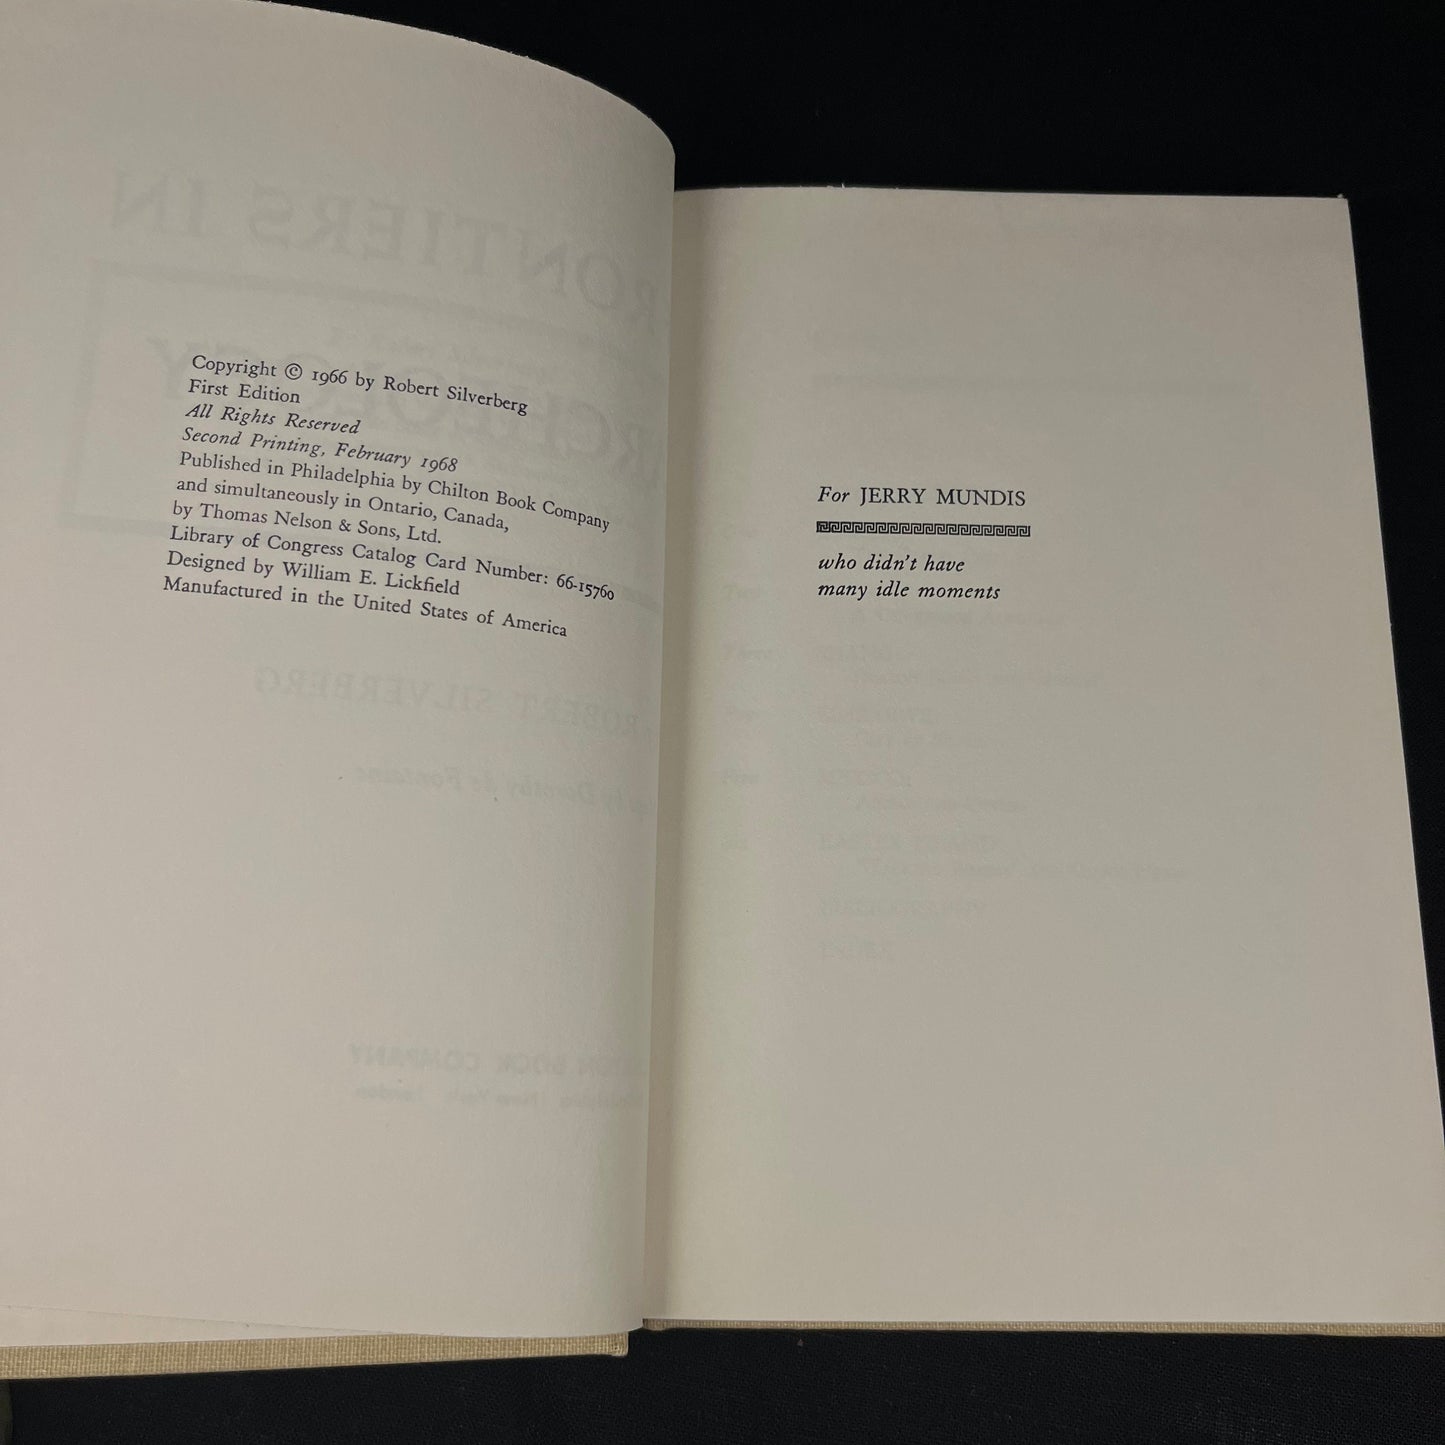 Copyright © 1966 by Robert Silverberg
First Edition
All Rights Reserved
Second Printing, February 1968
Published in Philadelphia by Chilton Book Company
and simultaneously in Ontario, Canada,
by Thomas Nelson & Sons, Ltd.
Library of Congress Catalog Card Number: 66-15760
Designed by William E. Lickfield
Manufactured in the United States of America
For JERRY MUNDIS
who didn't have
many idle moments